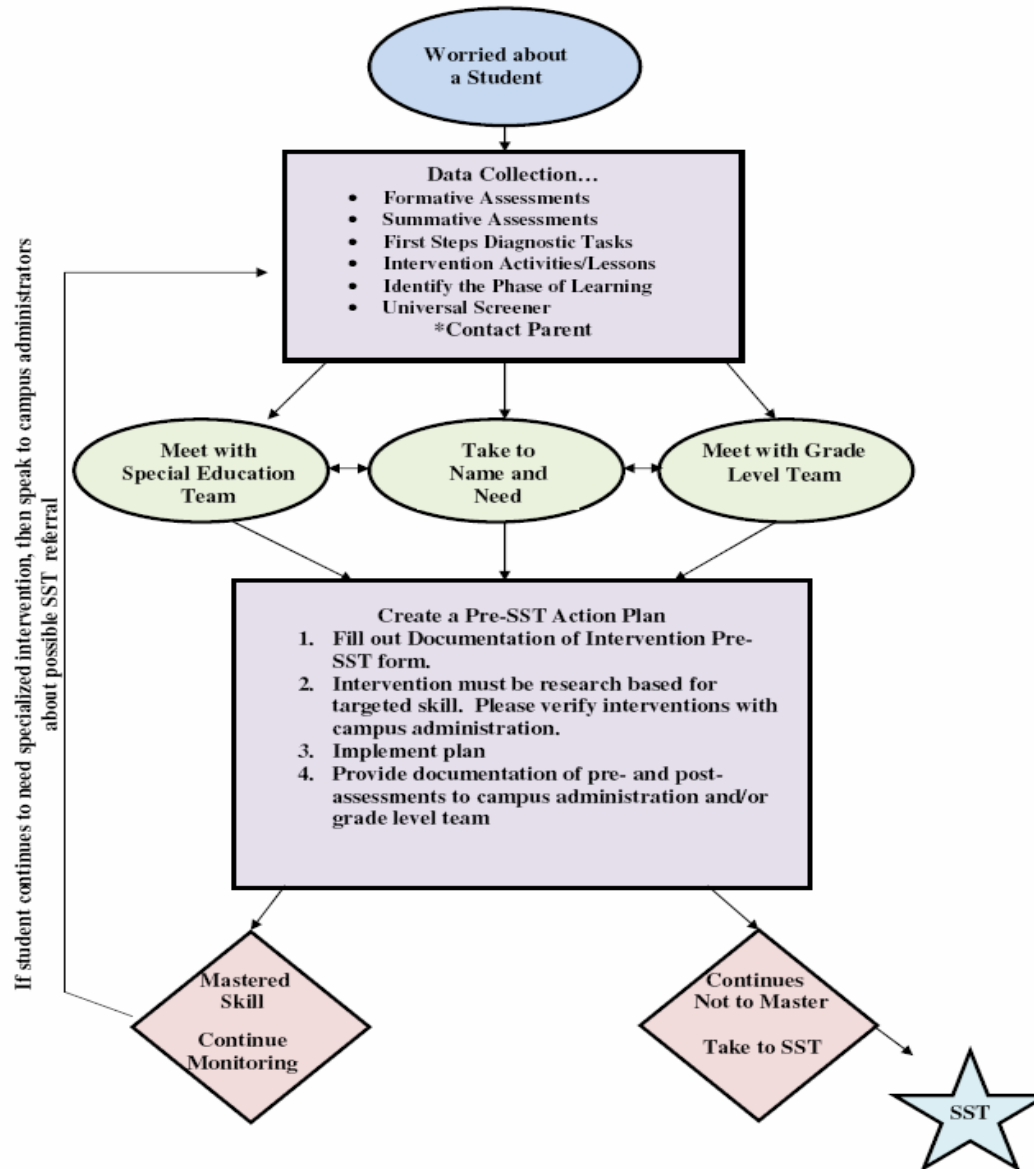 Worried about
a Student
Data Collection…
• Formative Assessments
• Summative Assessments
• First Steps Diagnostic Tasks
• Intervention Activities/Lessons
• Identify the Phase of Learning
• Universal Screener
*Contact Parent
Meet with
Special Education
Team
Take to
Name and
Need
Meet with Grade
Level Team
Create a Pre-SST Action Plan
1. Fill out Documentation of Intervention Pre-
SST form.
2. Intervention must be research based for
targeted skill.  Please verify interventions with
campus administration.
3. Implement plan
4. Provide documentation of pre- and post-
assessments to campus administration and/or
grade level team
Mastered
Skill
Continue
Monitoring
Continues
Not to Master
Take to SST
SST
If student continues to need specialized intervention, then speak to campus administrators
about possible SST referral